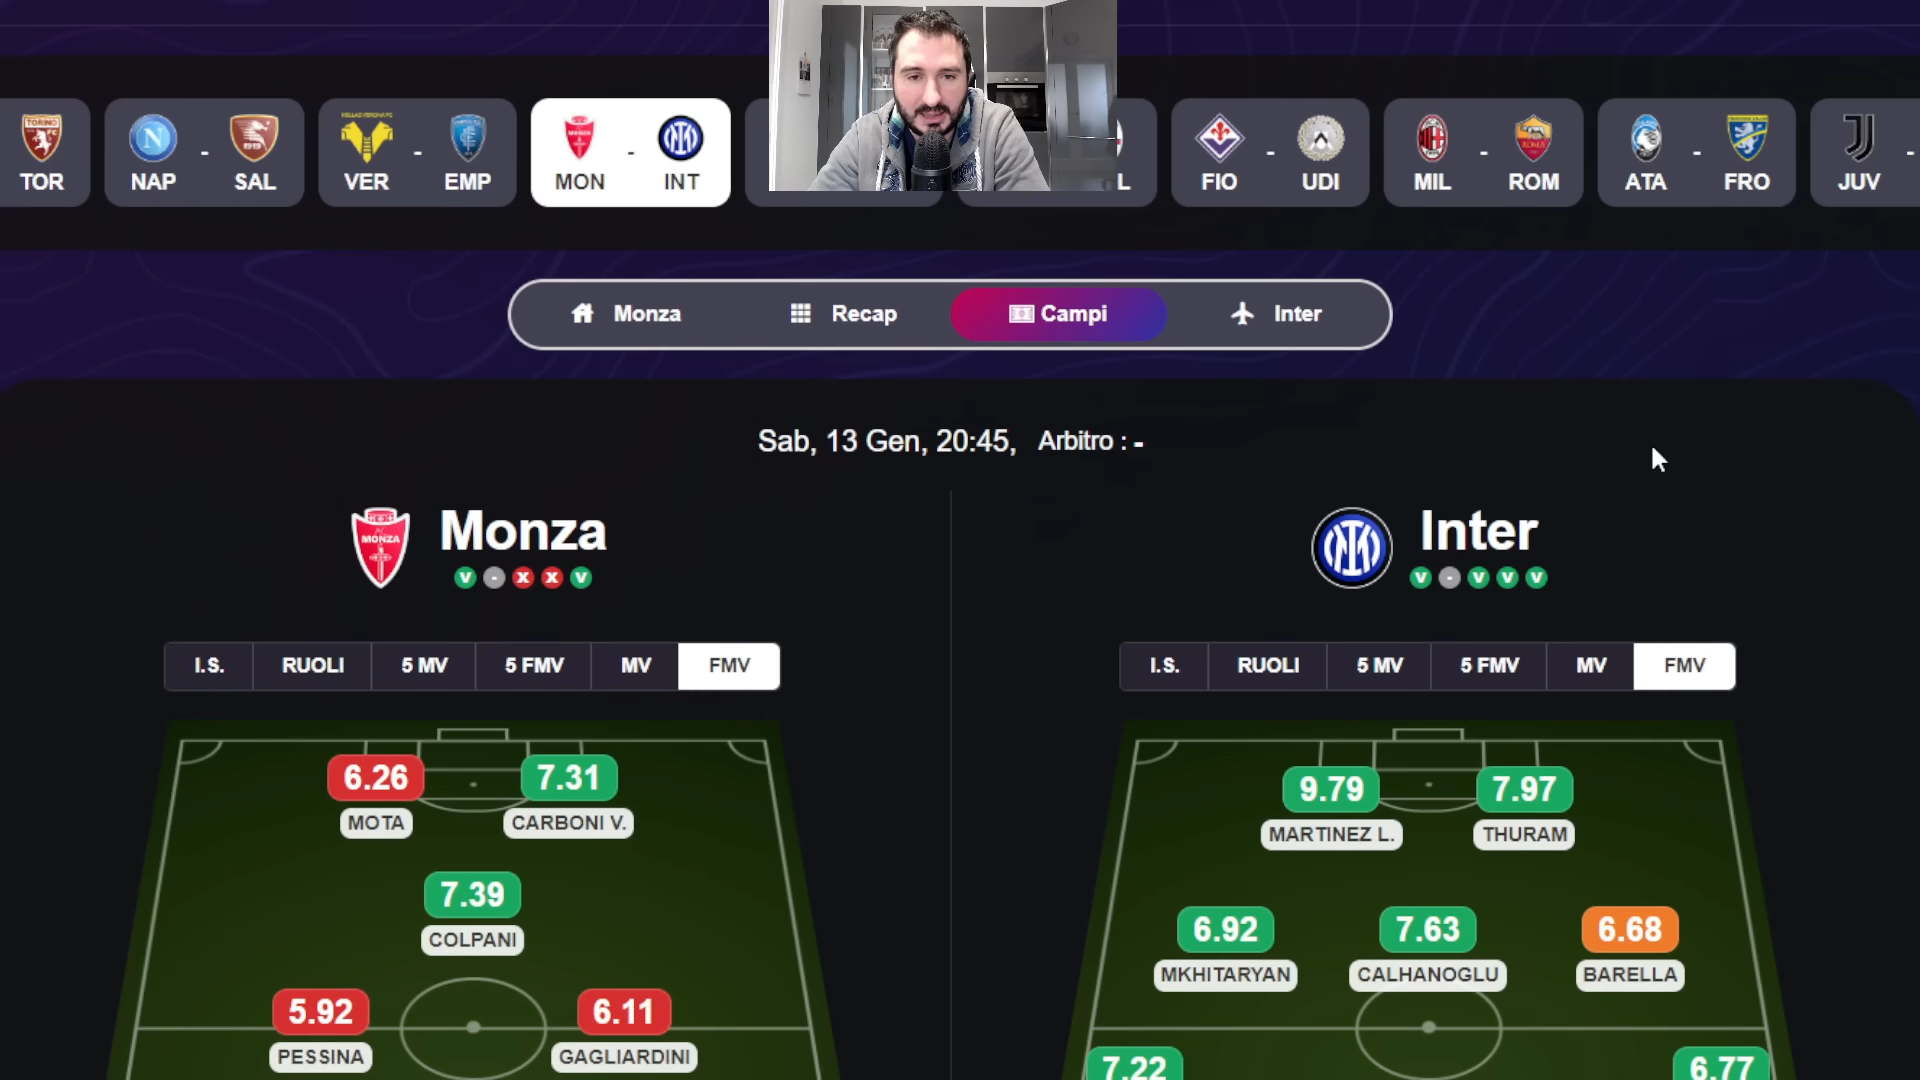 TOR
NAP - SAL
VER - EMP
MON - INT
L
FIO - UDI
MIL - ROM
ATA - FRO
JUV -
Monza
Recap
Campi
Inter
Sab, 13 Gen, 20:45, Arbitro : -
MONZA
Monza
V - X X V
Inter
V - V V V
I.S. RUOLI 5 MV 5 FMV MV FMV
I.S. RUOLI 5 MV 5 FMV MV FMV
6.26
MOTA
7.31
CARBONI V.
7.39
COLPANI
5.92
PESSINA
6.11
GAGLIARDINI
9.79
MARTINEZ L.
7.97
THURAM
6.92
MKHITARYAN
7.63
CALHANOGLU
6.68
BARELLA
7.22
6.77